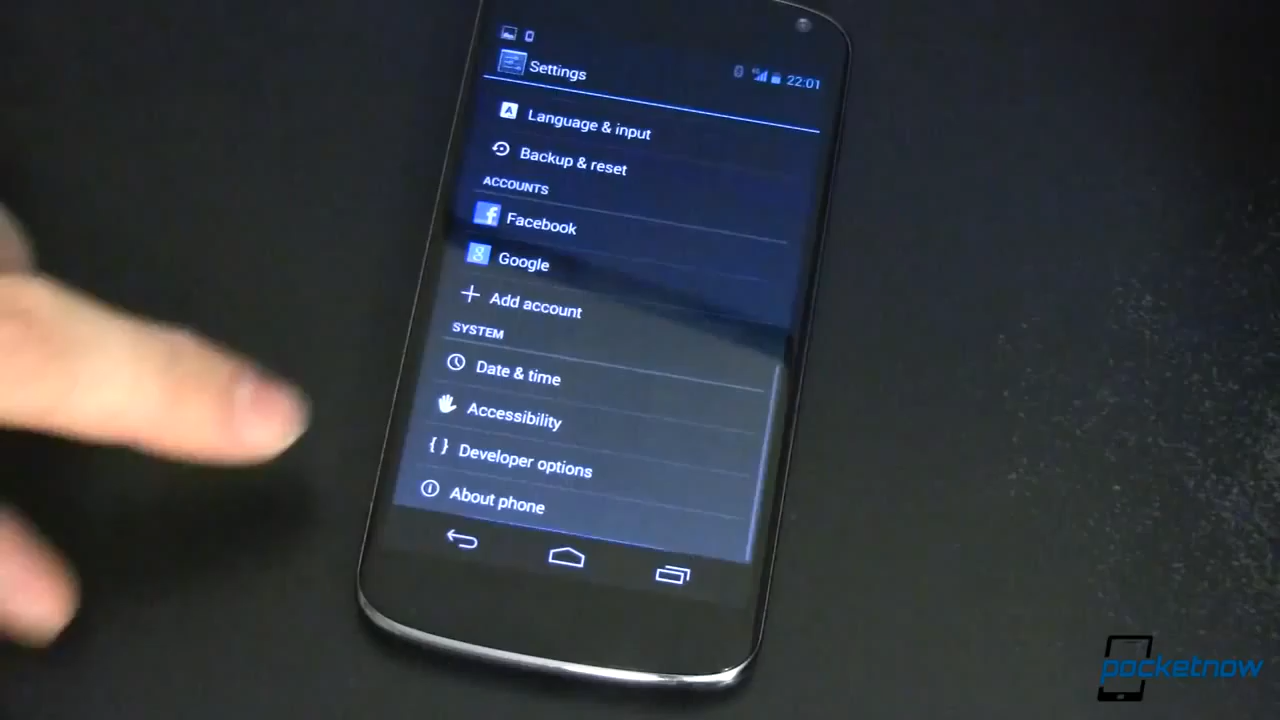 22:01
Settings
Language & input
Backup & reset
ACCOUNTS
Facebook
Google
Add account
SYSTEM
Date & time
Accessibility
{ } Developer options
About phone
pocketnow